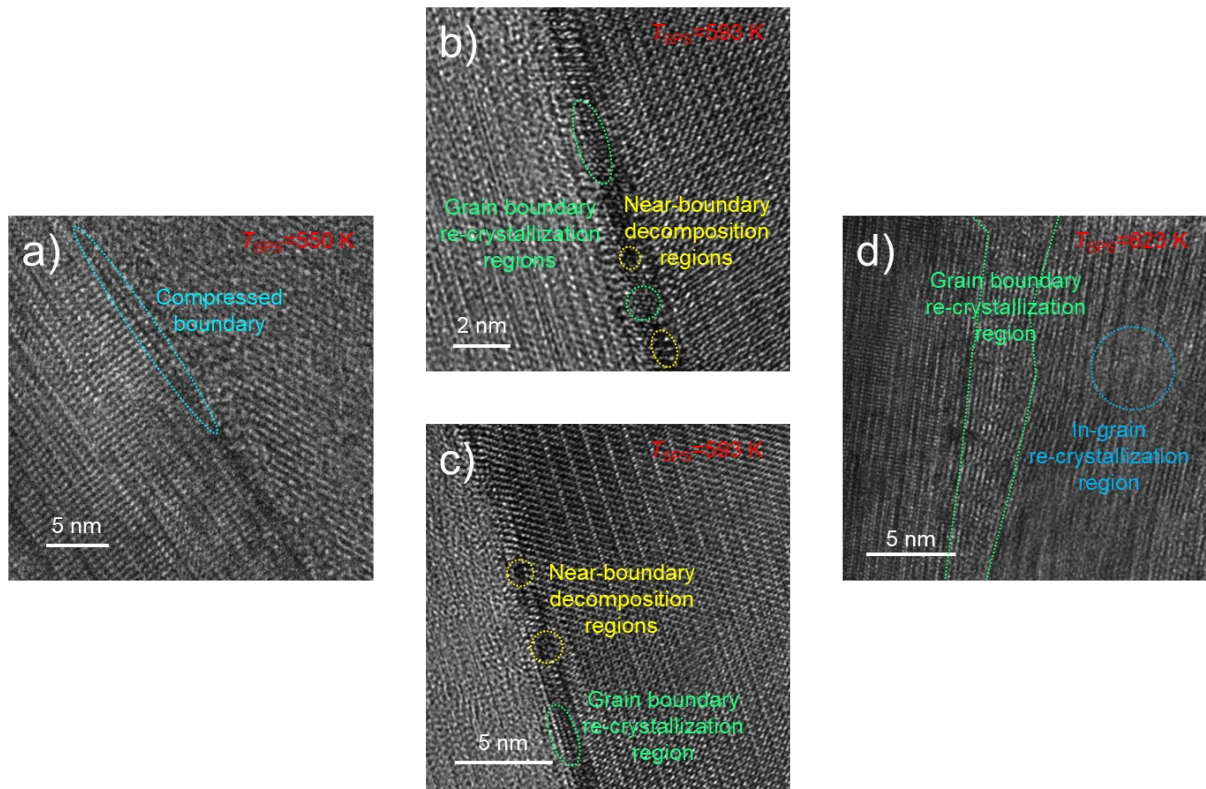 a)
T_SPS=550 K
Compressed
boundary
5 nm
b)
T_SPS=593 K
Grain boundary
re-crystallization
regions
Near-boundary
decomposition
regions
2 nm
c)
T_SPS=593 K
Near-boundary
decomposition
regions
Grain boundary
re-crystallization
region
5 nm
d)
T_SPS=623 K
Grain boundary
re-crystallization
region
In-grain
re-crystallization
region
5 nm